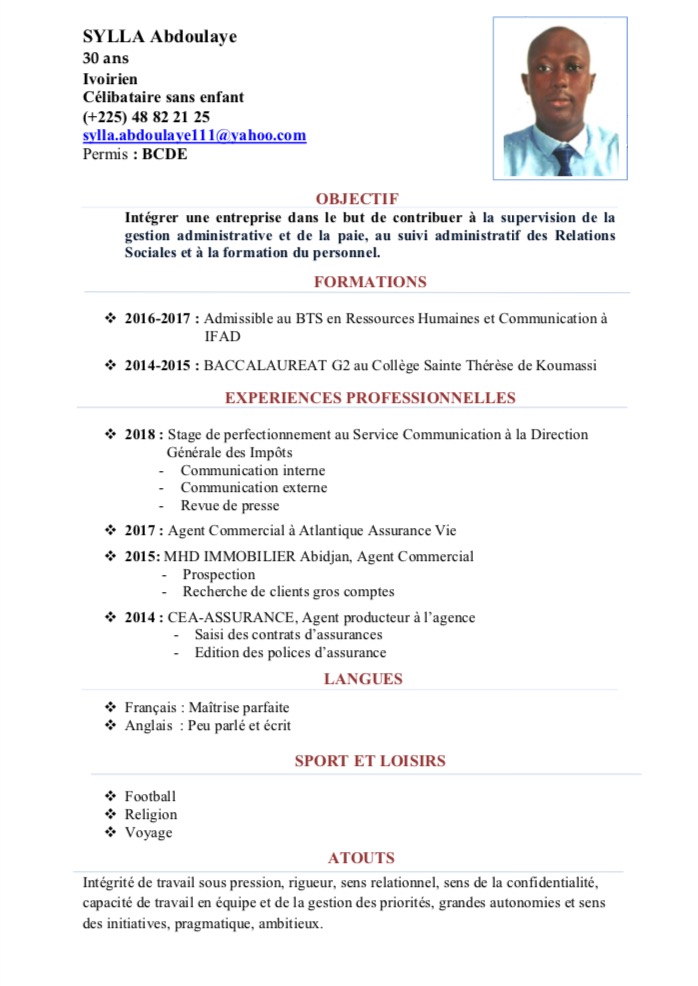 SYLLA Abdoulaye
30 ans
Ivoirien
Célibataire sans enfant
(+225) 48 82 21 25
sylla.abdoulaye111@yahoo.com
Permis : BCDE
OBJECTIF
Intégrer une entreprise dans le but de contribuer à la supervision de la
gestion administrative et de la paie, au suivi administratif des Relations
Sociales et à la formation du personnel.
FORMATIONS
❖ 2016-2017 : Admissible au BTS en Ressources Humaines et Communication à
IFAD
❖ 2014-2015 : BACCALAUREAT G2 au Collège Sainte Thérèse de Koumassi
EXPERIENCES PROFESSIONNELLES
❖ 2018 : Stage de perfectionnement au Service Communication à la Direction
Générale des Impôts
- Communication interne
- Communication externe
- Revue de presse
❖ 2017 : Agent Commercial à Atlantique Assurance Vie
❖ 2015: MHD IMMOBILIER Abidjan, Agent Commercial
- Prospection
- Recherche de clients gros comptes
❖ 2014 : CEA-ASSURANCE, Agent producteur à l’agence
- Saisi des contrats d’assurances
- Edition des polices d’assurance
LANGUES
❖ Français : Maîtrise parfaite
❖ Anglais : Peu parlé et écrit
SPORT ET LOISIRS
❖ Football
❖ Religion
❖ Voyage
ATOUTS
Intégrité de travail sous pression, rigueur, sens relationnel, sens de la confidentialité,
capacité de travail en équipe et de la gestion des priorités, grandes autonomies et sens
des initiatives, pragmatique, ambitieux.